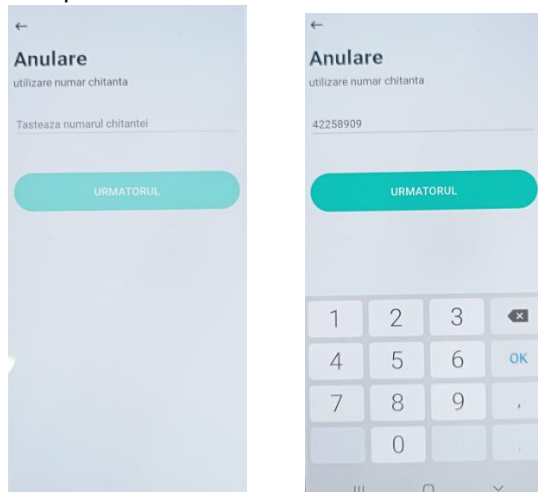 ←
Anulare
utilizare numar chitanta
Tasteaza numarul chitantei
URMATORUL
←
Anulare
utilizare numar chitanta
42258909
URMATORUL
1 2 3
4 5 6 OK
7 8 9 ,
0 .